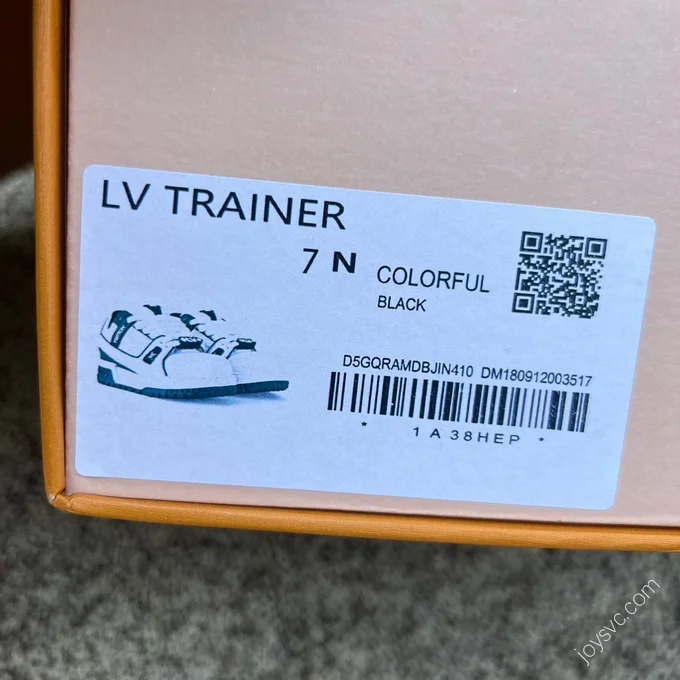 LV TRAINER
7 N
COLORFUL
BLACK
D5GQRAMDBJIN410 DM180912003517
* 1A38HEP *
joysvc.com